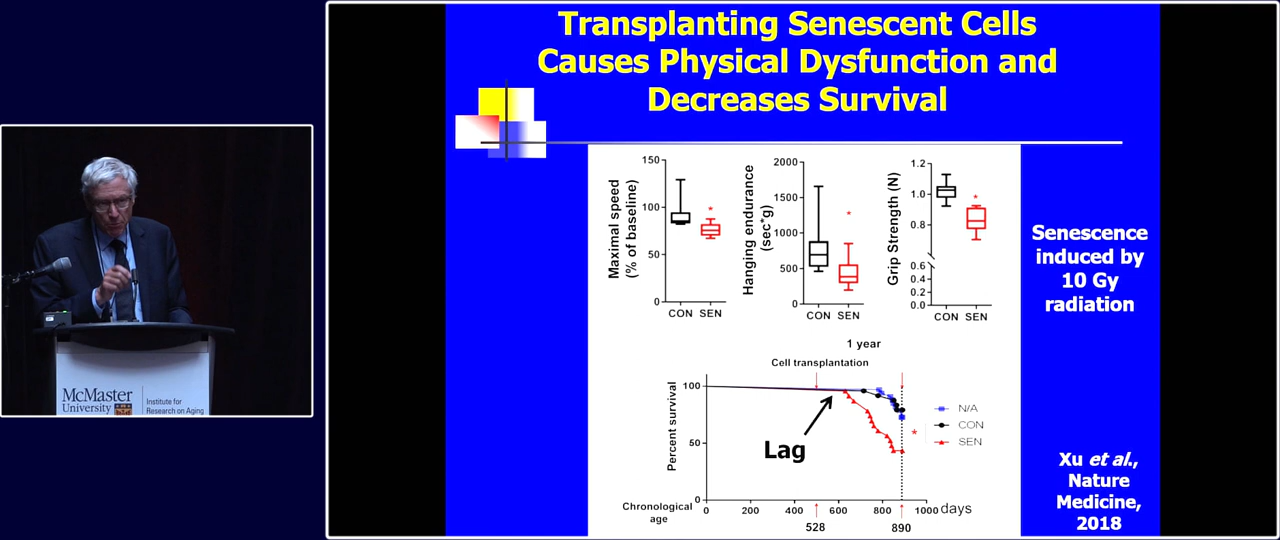 Transplanting Senescent Cells
Causes Physical Dysfunction and
Decreases Survival
Maximal speed
(% of baseline)
150
100
50
0
*
CON SEN
Hanging endurance
(sec*g)
2000
1500
1000
500
0
*
CON SEN
Grip Strength (N)
1.2
1.0
0.8
0.6
0.4
0.2
0.0
*
CON SEN
Senescence
induced by
10 Gy
radiation
1 year
Cell transplantation
Percent survival
100
50
0
Lag
N/A
CON
SEN
*
Chronological
age
0 200 400 600 800 1000 days
528 890
Xu et al.,
Nature
Medicine,
2018
McMaster
University
Institute for
Research on Aging